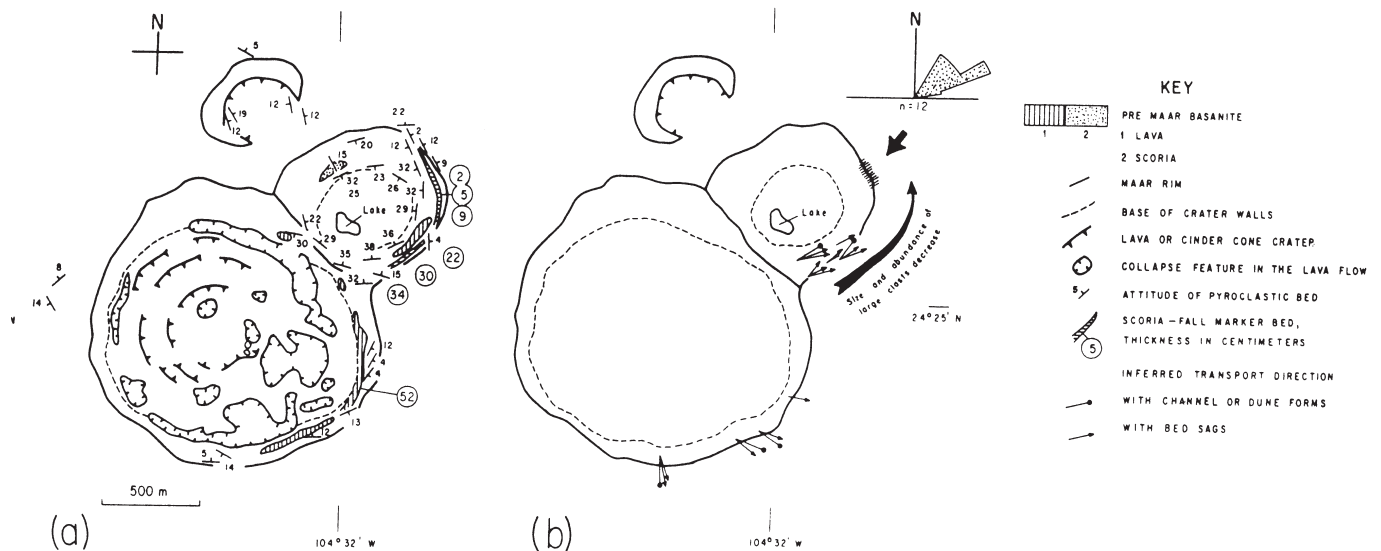 N
5
19
12
12
12
22
2
12
12
20
15
32
23
32
9
2
25
26
32
5
Lake
29
9
22
29
36
4
30
38
22
35
15
30
32
34
8
14
12
4
4
52
13
12
5
14
500 m
(a)
104° 32' W
N
n=12
Lake
Size and abundance of
large clasts decrease
24° 25' N
(b)
104° 32' W
KEY
PRE MAAR BASANITE
1 2
1 LAVA
2 SCORIA
MAAR RIM
BASE OF CRATER WALLS
LAVA OR CINDER CONE CRATER
COLLAPSE FEATURE IN THE LAVA FLOW
5
ATTITUDE OF PYROCLASTIC BED
SCORIA–FALL MARKER BED,
THICKNESS IN CENTIMETERS
5
INFERRED TRANSPORT DIRECTION
WITH CHANNEL OR DUNE FORMS
WITH BED SAGS